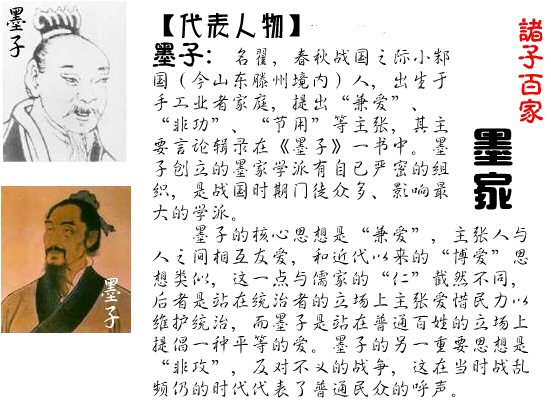 墨子
【代表人物】
墨子： 名翟，春秋战国之际小邾
国（今山东滕州境内）人，出生于
手工业者家庭，提出“兼爱”、
“非功”、“节用”等主张，其主
要言论辑录在《墨子》一书中。墨
子创立的墨家学派有自己严密的组
织，是战国时期门徒众多、影响最
大的学派。
墨子的核心思想是“兼爱”，主张人与
人之间相互友爱，和近代以来的“博爱”思
想类似，这一点与儒家的“仁”截然不同，
后者是站在统治者的立场上主张爱惜民力以
维护统治，而墨子是站在普通百姓的立场上
提倡一种平等的爱。墨子的另一重要思想是
“非攻”，反对不义的战争，这在当时战乱
频仍的时代代表了普通民众的呼声。
墨子
諸子百家
墨家